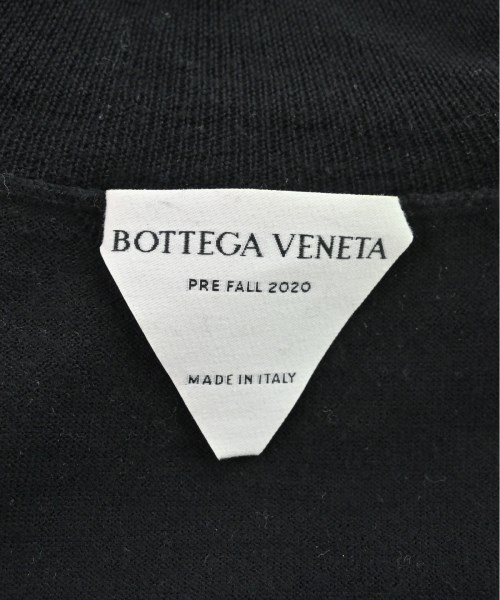 BOTTEGA VENETA
PRE FALL 2020
MADE IN ITALY